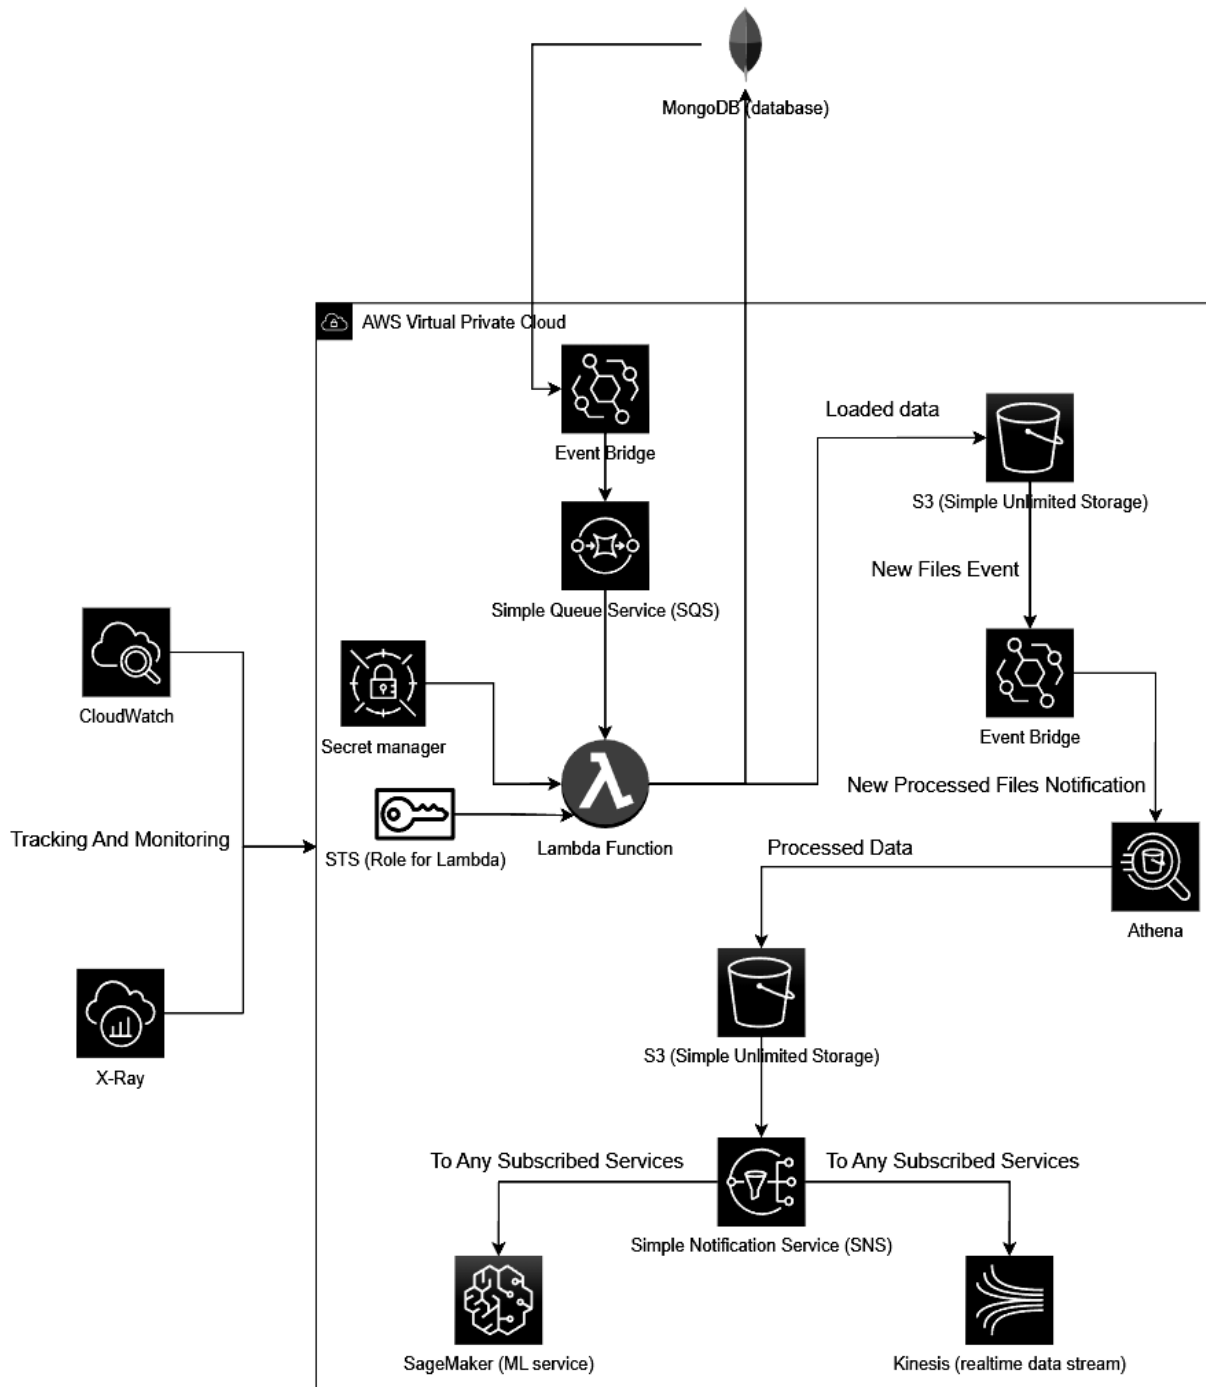 MongoDB (database)
AWS Virtual Private Cloud
Event Bridge
Loaded data
S3 (Simple Unlimited Storage)
Simple Queue Service (SQS)
New Files Event
CloudWatch
Secret manager
Event Bridge
New Processed Files Notification
Tracking And Monitoring
STS (Role for Lambda)
Lambda Function
Processed Data
Athena
S3 (Simple Unlimited Storage)
X-Ray
To Any Subscribed Services
To Any Subscribed Services
Simple Notification Service (SNS)
SageMaker (ML service)
Kinesis (realtime data stream)